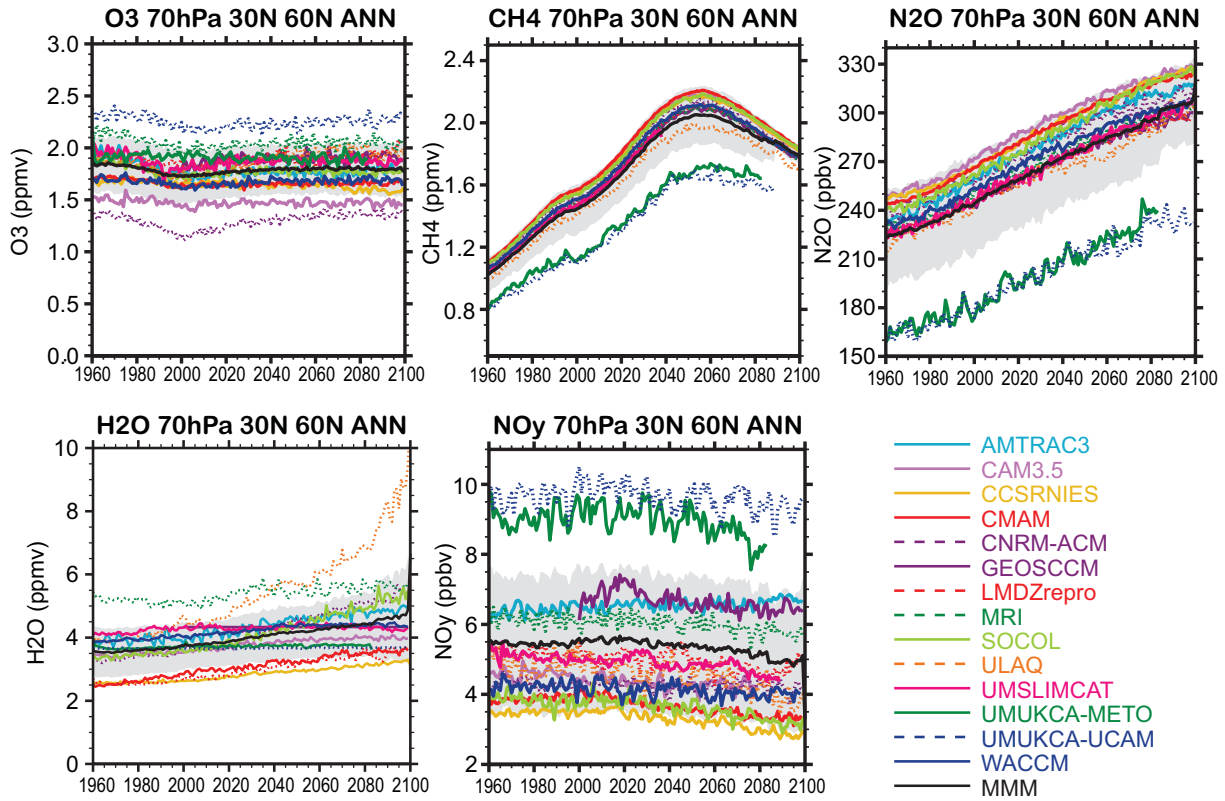 O3 70hPa 30N 60N ANN
CH4 70hPa 30N 60N ANN
N2O 70hPa 30N 60N ANN
O3 (ppmv)
3.0
2.5
2.0
1.5
1.0
0.5
0.0
1960 1980 2000 2020 2040 2060 2080 2100
CH4 (ppmv)
2.4
2.0
1.6
1.2
0.8
1960 1980 2000 2020 2040 2060 2080 2100
N2O (ppbv)
330
300
270
240
210
180
150
1960 1980 2000 2020 2040 2060 2080 2100
H2O 70hPa 30N 60N ANN
NOy 70hPa 30N 60N ANN
H2O (ppmv)
10
8
6
4
2
0
1960 1980 2000 2020 2040 2060 2080 2100
NOy (ppbv)
10
8
6
4
2
1960 1980 2000 2020 2040 2060 2080 2100
AMTRAC3
CAM3.5
CCSRNIES
CMAM
CNRM-ACM
GEOSCCM
LMDZrepro
MRI
SOCOL
ULAQ
UMSLIMCAT
UMUKCA-METO
UMUKCA-UCAM
WACCM
MMM